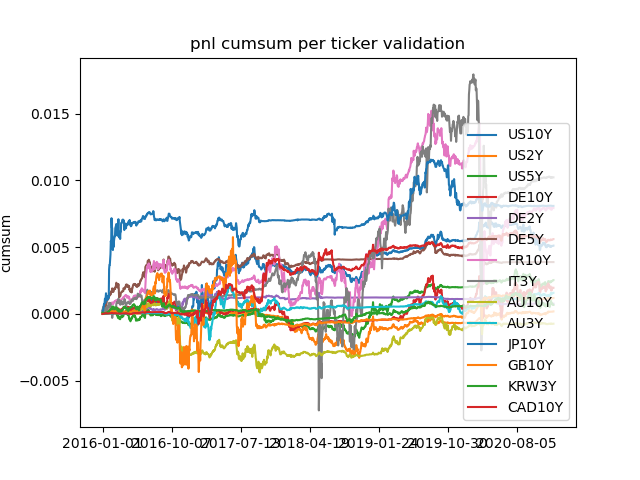 pnl cumsum per ticker validation
cumsum
0.015
0.010
0.005
0.000
−0.005
US10Y
US2Y
US5Y
DE10Y
DE2Y
DE5Y
FR10Y
IT3Y
AU10Y
AU3Y
JP10Y
GB10Y
KRW3Y
CAD10Y
2016-01-01 2016-10-07 2017-07-13 2018-04-19 2019-01-24 2019-10-30 2020-08-05